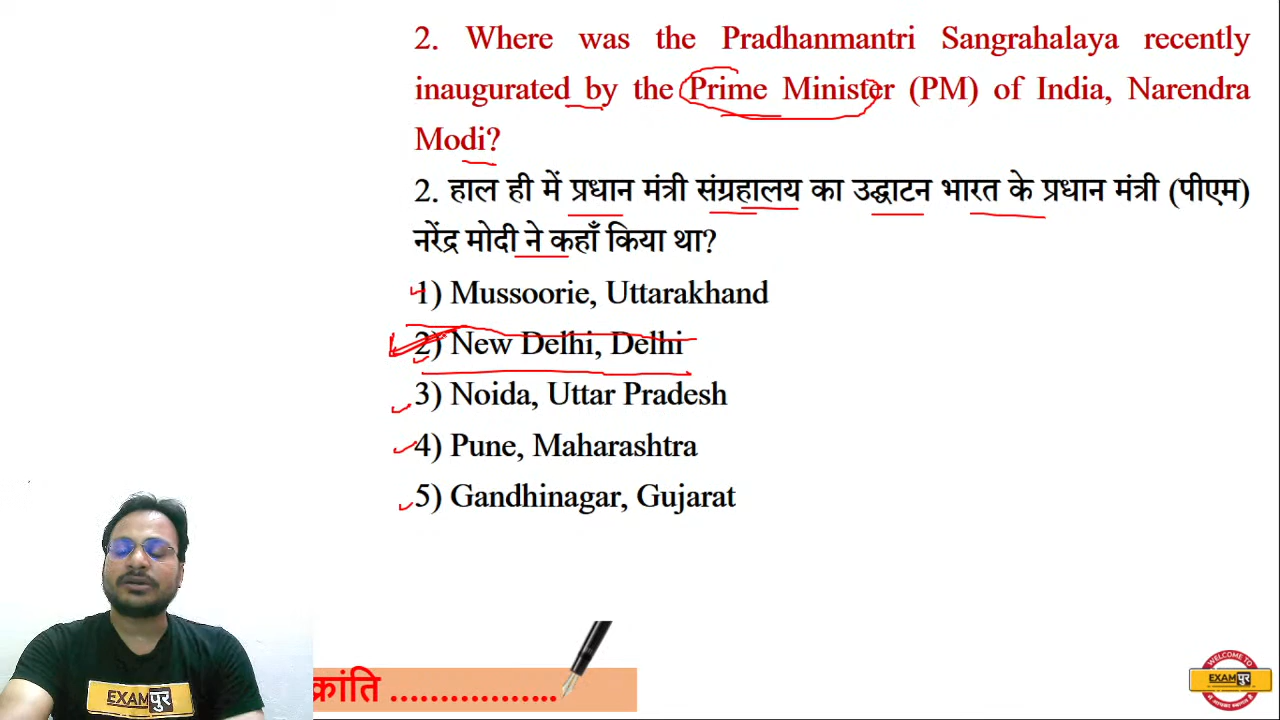 2. Where was the Pradhanmantri Sangrahalaya recently
inaugurated by the Prime Minister (PM) of India, Narendra
Modi?
2. हाल ही में प्रधान मंत्री संग्रहालय का उद्घाटन भारत के प्रधान मंत्री (पीएम)
नरेंद्र मोदी ने कहाँ किया था?
1) Mussoorie, Uttarakhand
2) New Delhi, Delhi
3) Noida, Uttar Pradesh
4) Pune, Maharashtra
5) Gandhinagar, Gujarat
EXAMपुर
क्रांति .................
WELCOME TO
EXAMपुर